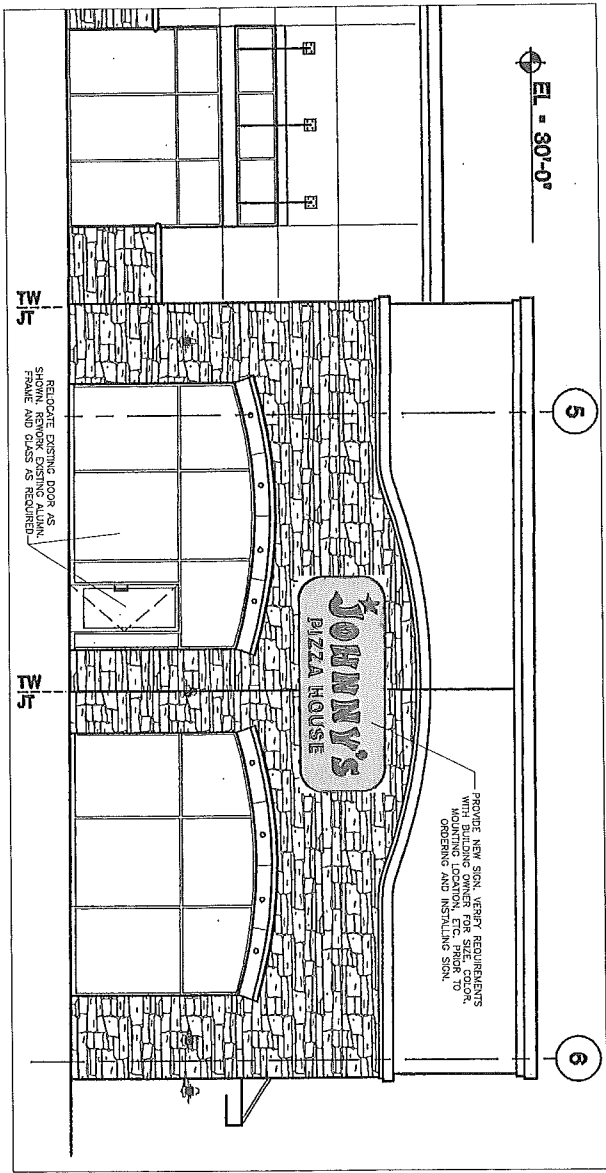 EL = 30'-0"
5
6
PROVIDE NEW SIGN. VERIFY REQUIREMENTS
WITH BUILDING OWNER FOR SIZE, COLOR,
MOUNTING LOCATION, ETC. PRIOR TO
ORDERING AND INSTALLING SIGN.
JOHNNY'S
PIZZA HOUSE
TW
JT
TW
JT
RELOCATE EXISTING DOOR AS
SHOWN. REWORK EXISTING ALUMN.
FRAME AND GLASS AS REQUIRED